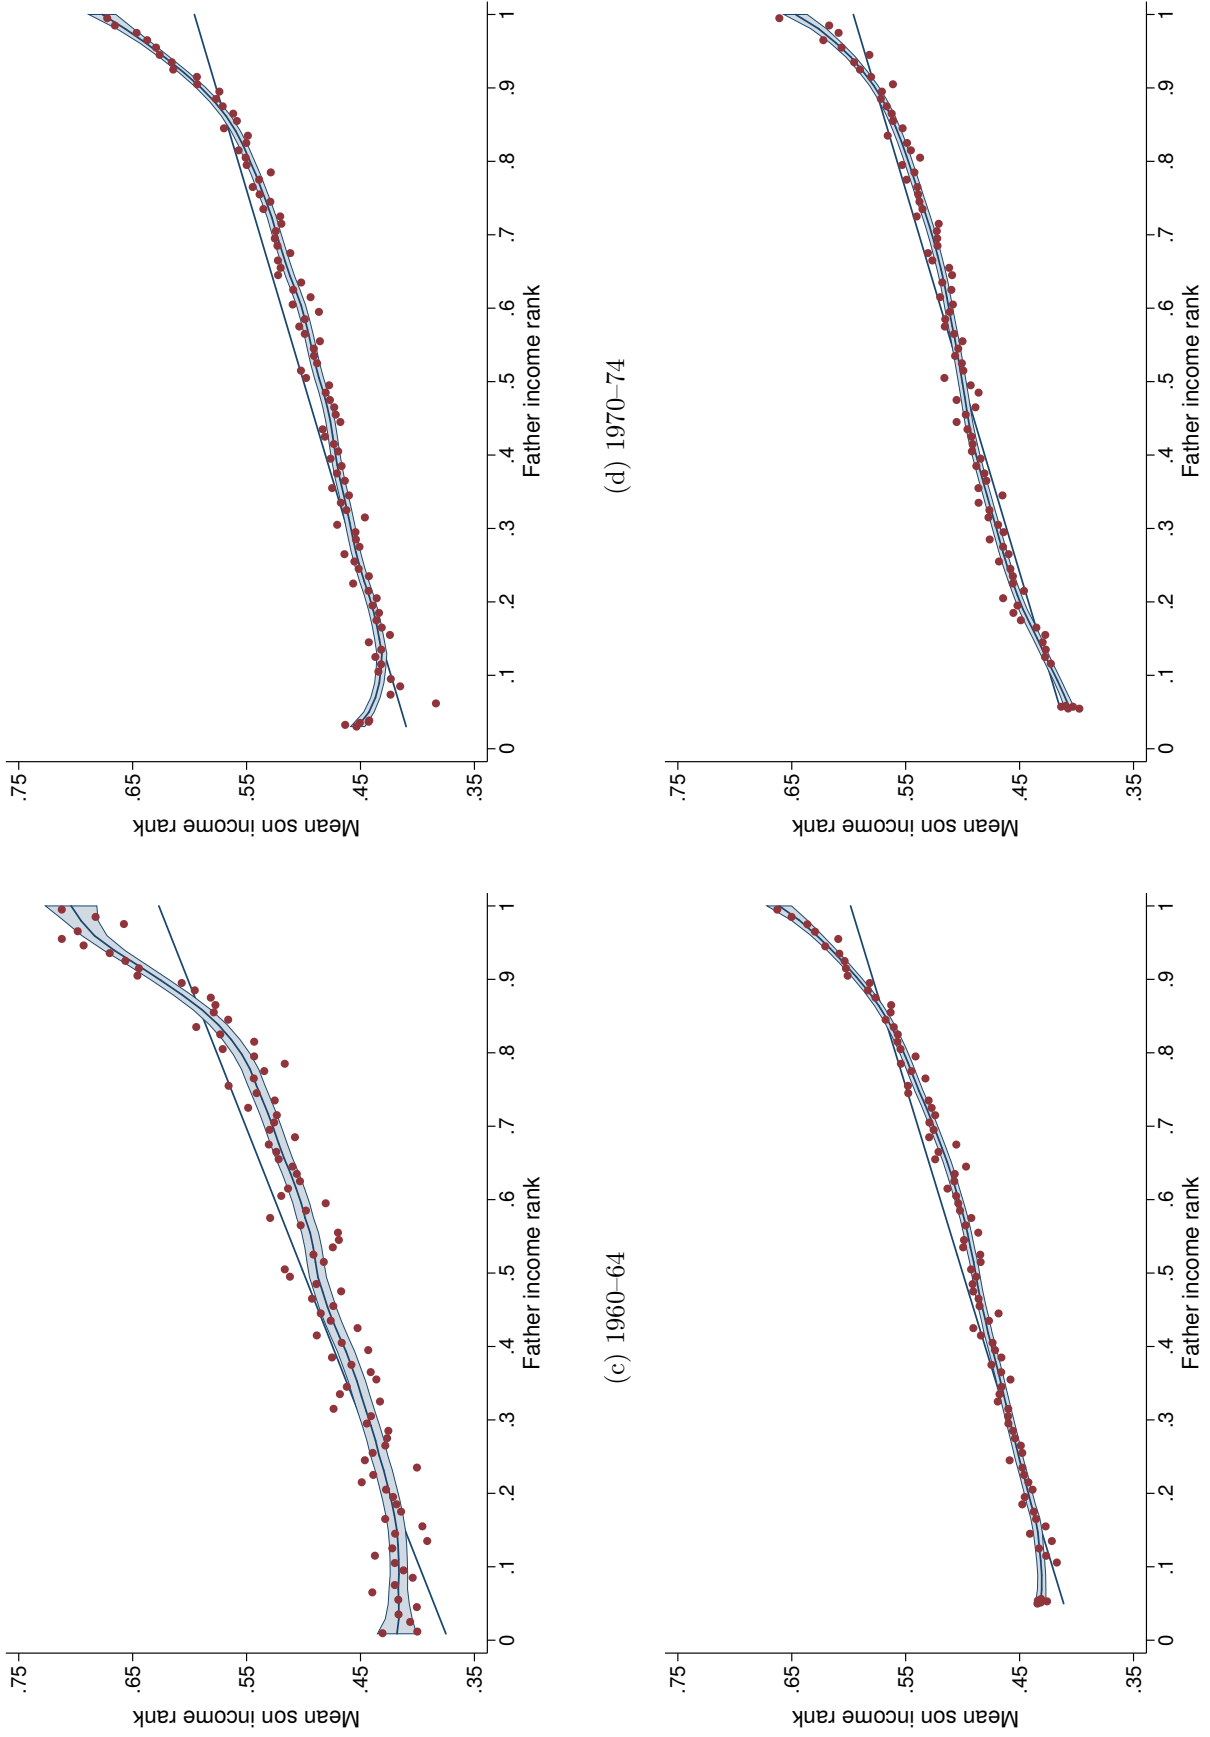 Mean son income rank
.75
.65
.55
.45
.35
0 .1 .2 .3 .4 .5 .6 .7 .8 .9 1
Father income rank
Mean son income rank
.75
.65
.55
.45
.35
0 .1 .2 .3 .4 .5 .6 .7 .8 .9 1
Father income rank
(c) 1960–64
(d) 1970–74
Mean son income rank
.75
.65
.55
.45
.35
0 .1 .2 .3 .4 .5 .6 .7 .8 .9 1
Father income rank
Mean son income rank
.75
.65
.55
.45
.35
0 .1 .2 .3 .4 .5 .6 .7 .8 .9 1
Father income rank